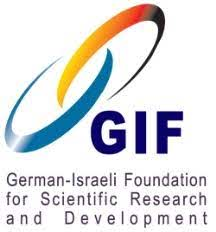 GIF
German-Israeli Foundation
for Scientific Research
and Development